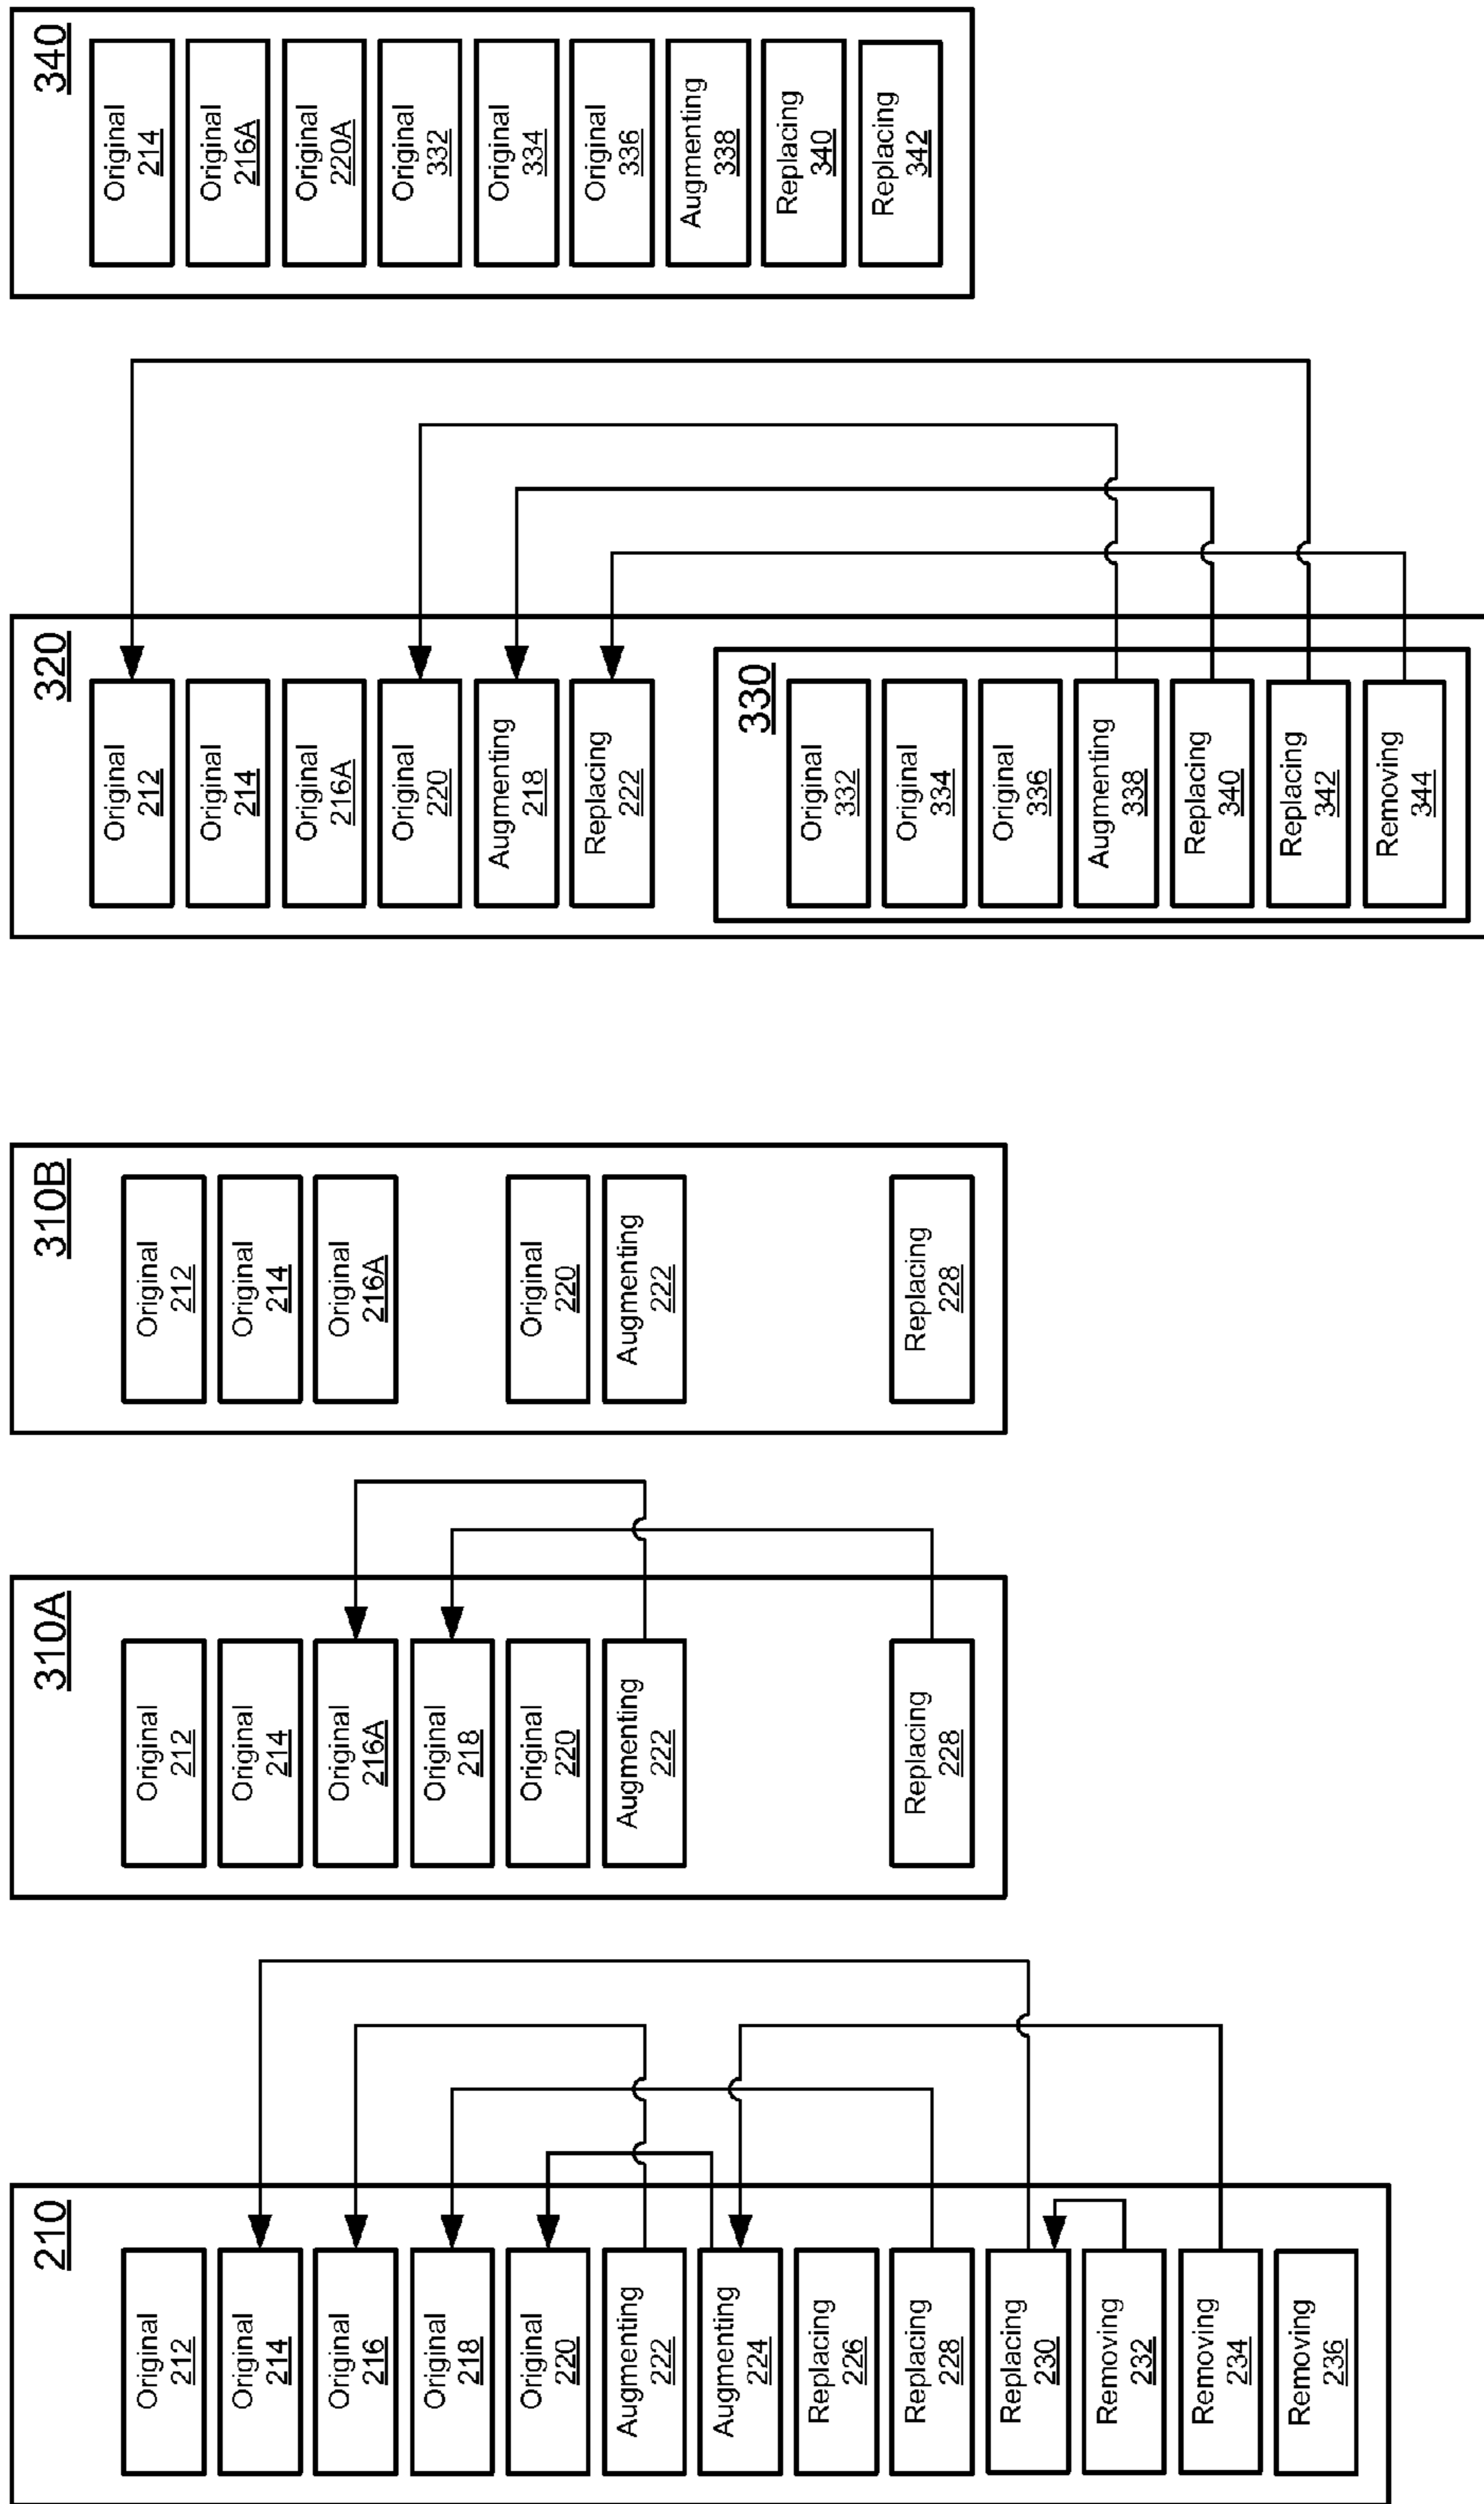 210
Original
212
Original
214
Original
216
Original
218
Original
220
Augmenting
222
Augmenting
224
Replacing
226
Replacing
228
Replacing
230
Removing
232
Removing
234
Removing
236
310A
Original
212
Original
214
Original
216A
Original
218
Original
220
Augmenting
222
Replacing
228
310B
Original
212
Original
214
Original
216A
Original
220
Augmenting
222
Replacing
228
320
Original
212
Original
214
Original
216A
Original
220
Augmenting
218
Replacing
222
330
Original
332
Original
334
Original
336
Augmenting
338
Replacing
340
Replacing
342
Removing
344
340
Original
214
Original
216A
Original
220A
Original
332
Original
334
Original
336
Augmenting
338
Replacing
340
Replacing
342